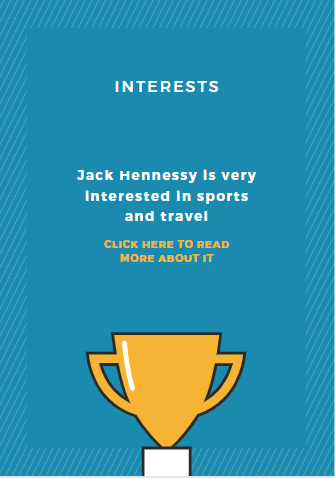 INTERESTS
Jack Hennessy is very
interested in sports
and travel
CLICK HERE TO READ
MORE ABOUT IT